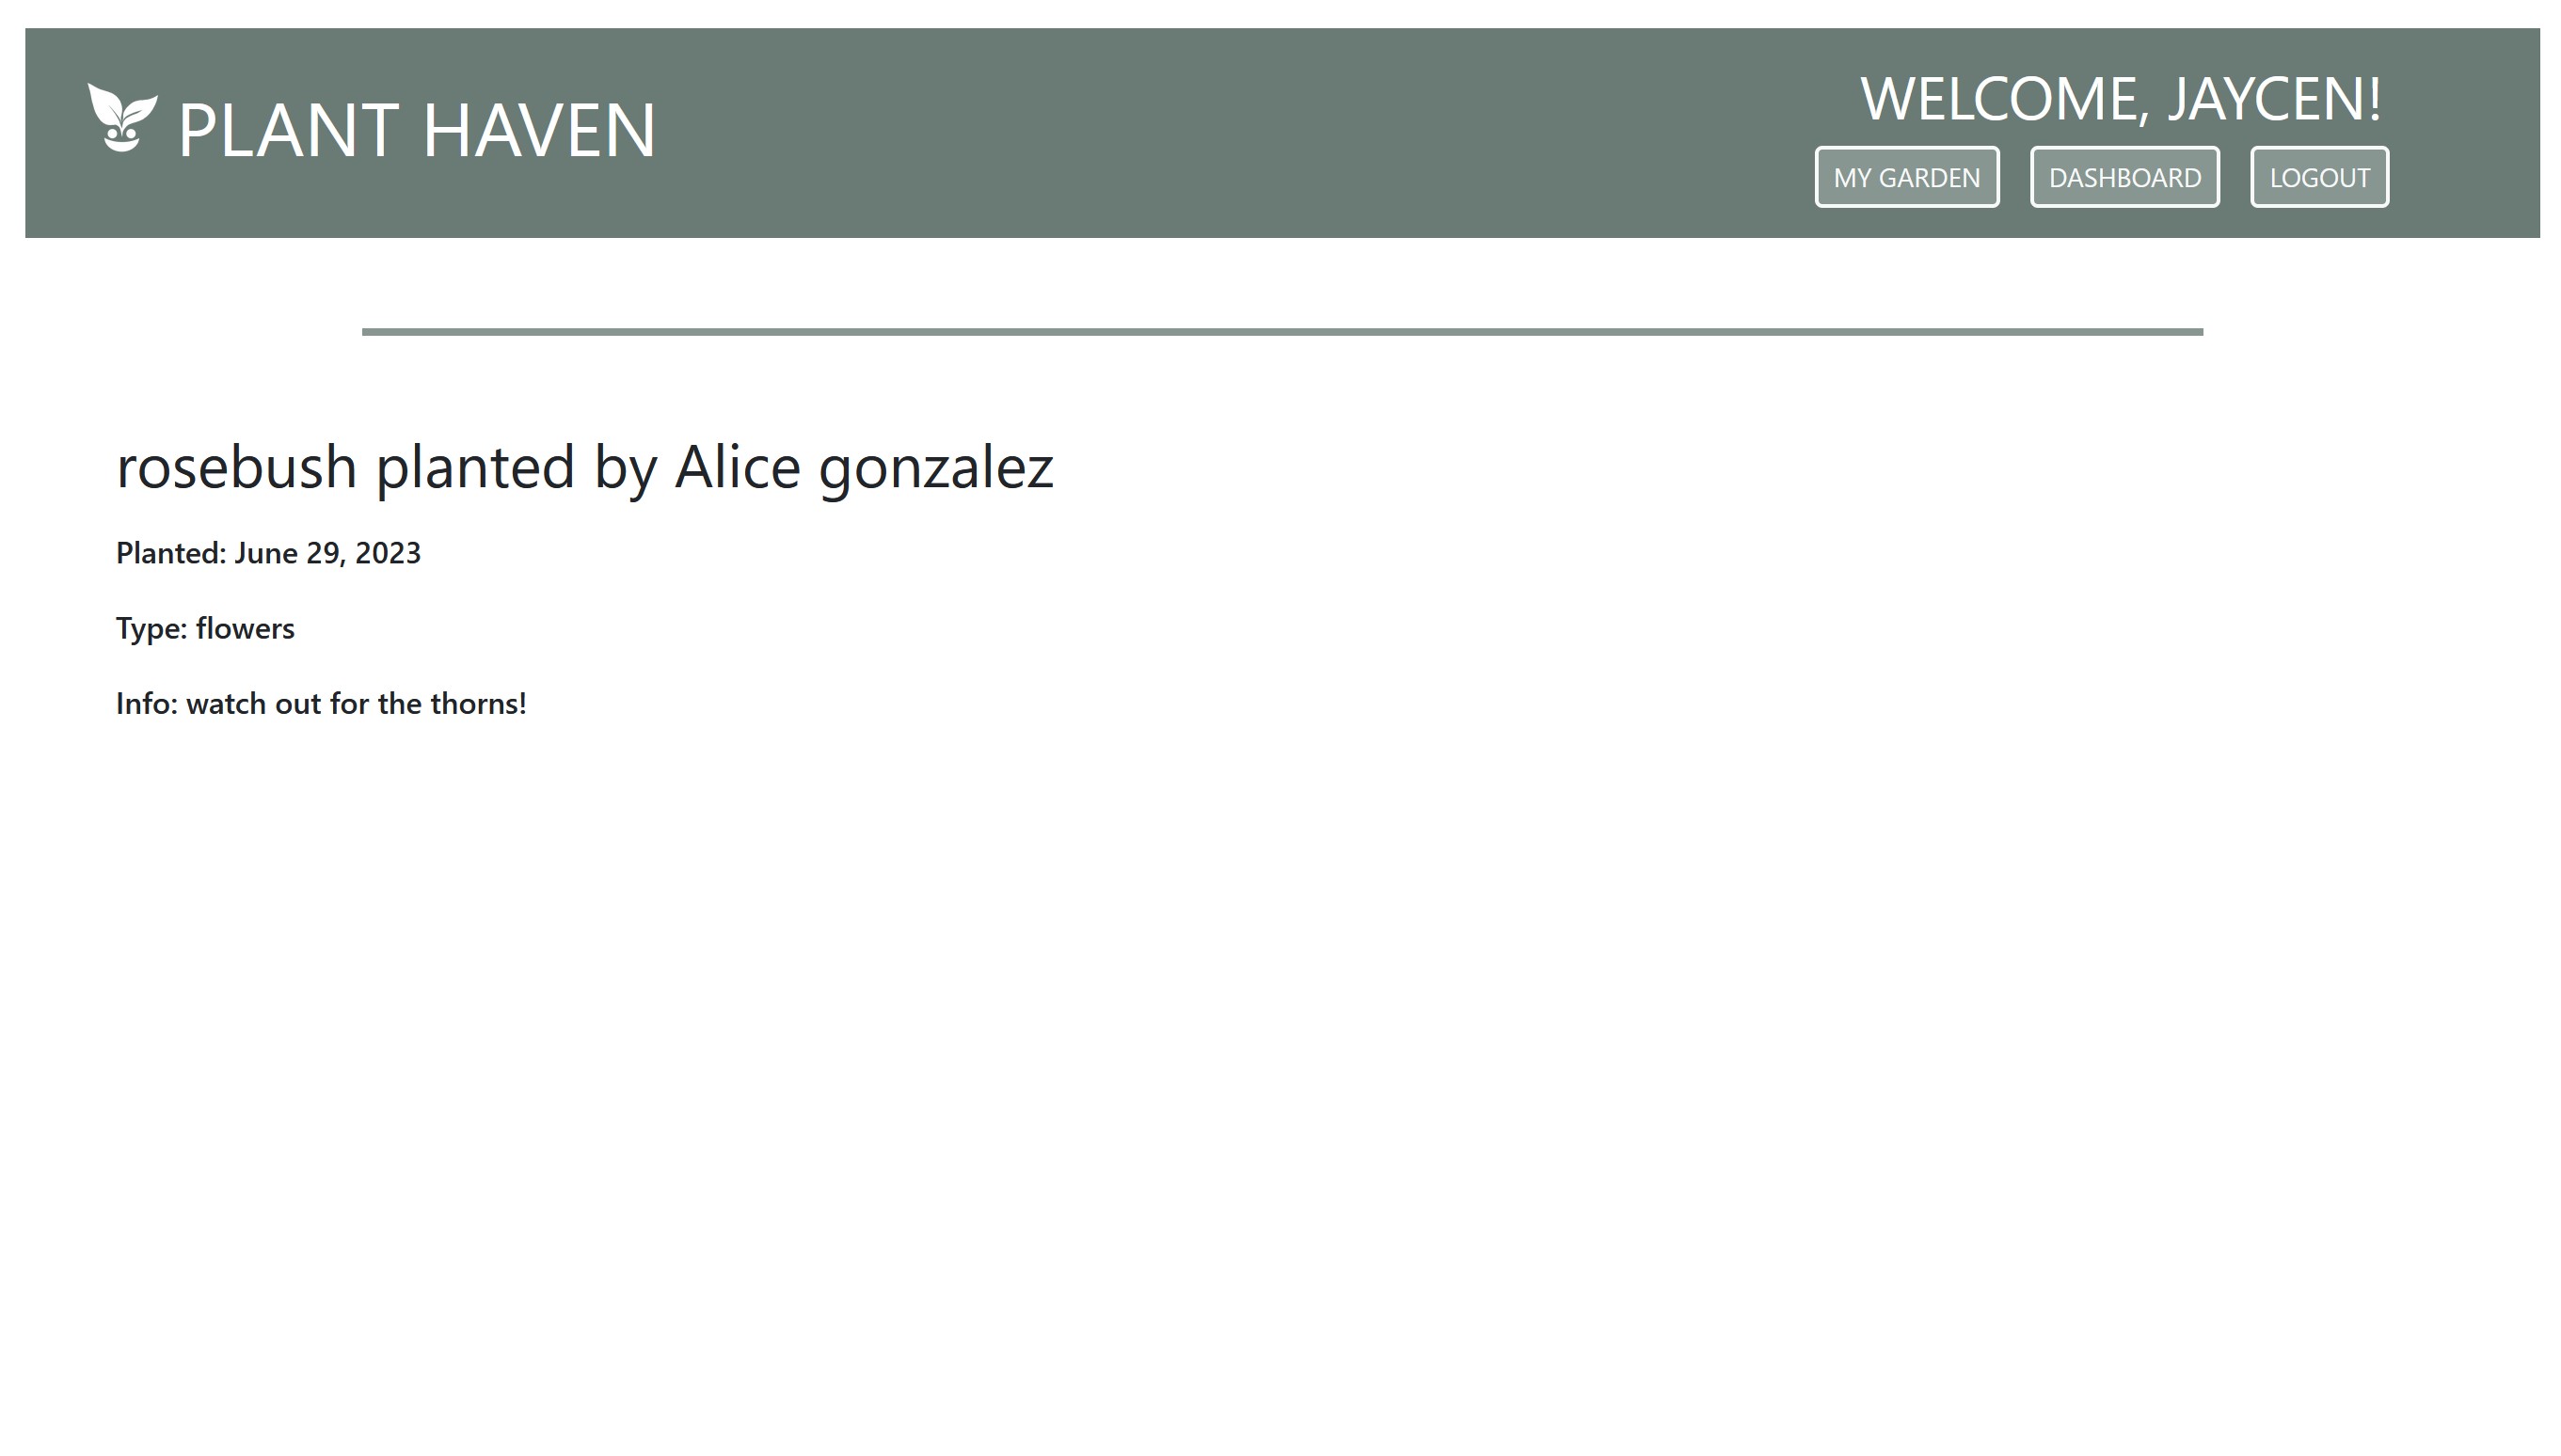 PLANT HAVEN
WELCOME, JAYCEN!
MY GARDEN DASHBOARD LOGOUT
rosebush planted by Alice gonzalez
Planted: June 29, 2023
Type: flowers
Info: watch out for the thorns!